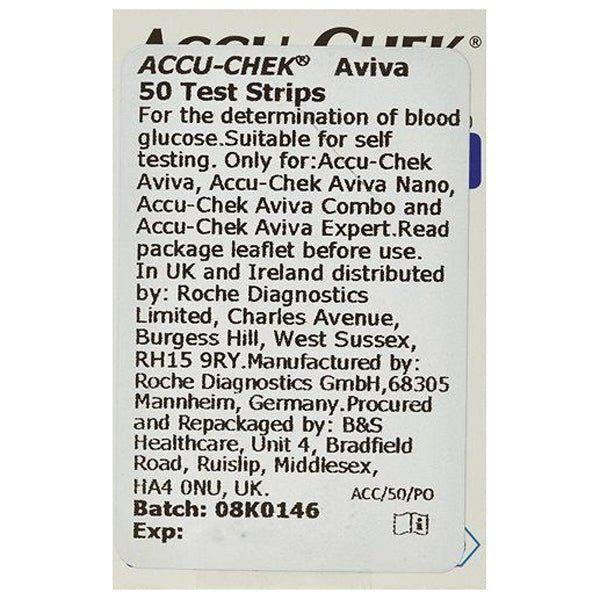 ACCU-CHEK®
ACCU-CHEK® Aviva
50 Test Strips
For the determination of blood
glucose.Suitable for self
testing. Only for:Accu-Chek
Aviva, Accu-Chek Aviva Nano,
Accu-Chek Aviva Combo and
Accu-Chek Aviva Expert.Read
package leaflet before use.
In UK and Ireland distributed
by: Roche Diagnostics
Limited, Charles Avenue,
Burgess Hill, West Sussex,
RH15 9RY.Manufactured by:
Roche Diagnostics GmbH,68305
Mannheim, Germany.Procured
and Repackaged by: B&S
Healthcare, Unit 4, Bradfield
Road, Ruislip, Middlesex,
HA4 0NU, UK.
ACC/50/PO
Batch: 08K0146
Exp: